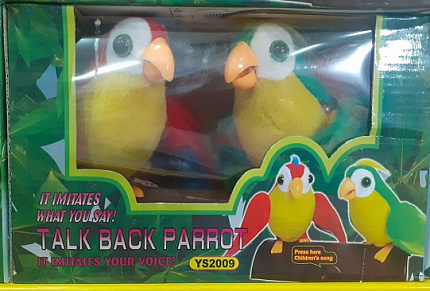 IT IMITATES
WHAT YOU SAY!
TALK BACK PARROT
IT IMITATES YOUR VOICE!
YS2009
Press here
Children's song